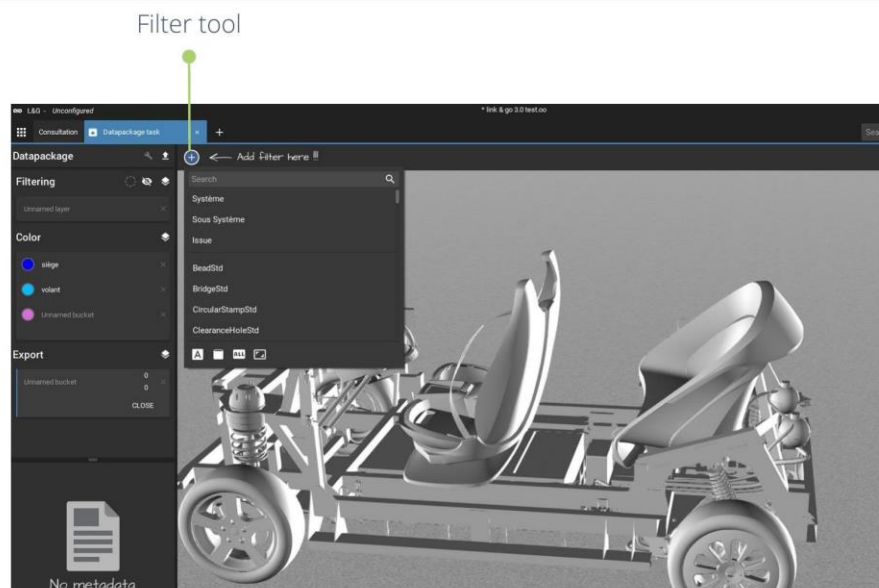 Filter tool
L&G - Unconfigured
* link & go 3.0 test.oo
Consultation
Datapackage task
Sea
Datapackage
Add filter here !!!
Filtering
Search
Unnamed layer
Système
Sous Système
Color
Issue
siège
BeadStd
volant
BridgeStd
Unnamed bucket
CircularStampStd
ClearanceHoleStd
Export
A
ALL
Unnamed bucket
0
0
CLOSE
No metadata